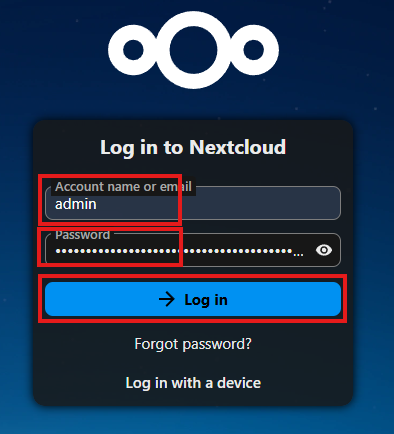 Log in to Nextcloud
Account name or email
admin
Password
••••••••••••••••••••••••••••••••••••••••...
→ Log in
Forgot password?
Log in with a device